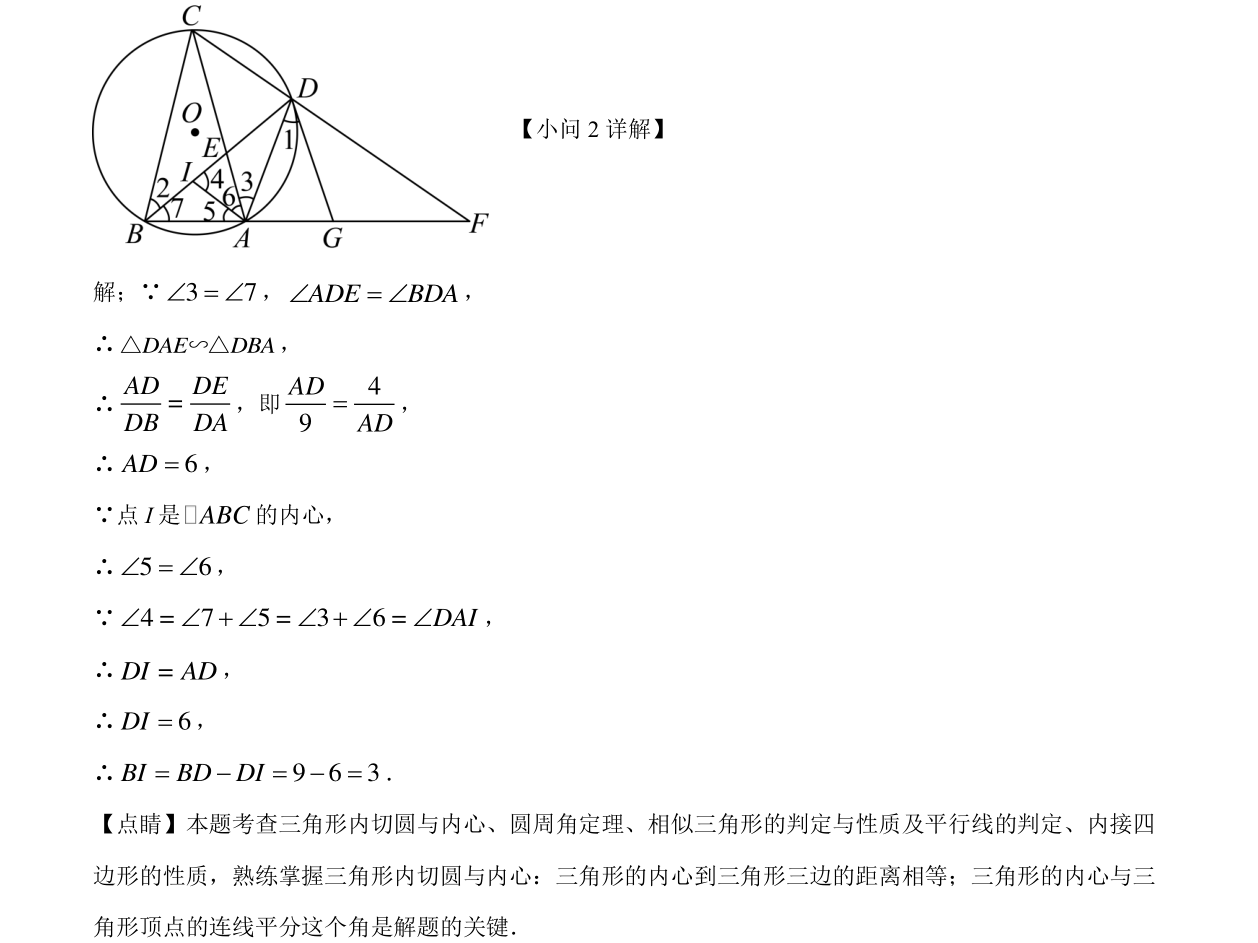 C
D
O
E
1
I
4
3
2
6
7
5
B
A
G
F
【小问 2 详解】
解；∵ ∠3 = ∠7，∠ADE = ∠BDA，
∴ △DAE∽△DBA，
∴ AD/DB = DE/DA，即 AD/9 = 4/AD，
∴ AD = 6，
∵点 I 是□ABC 的内心，
∴ ∠5 = ∠6，
∵ ∠4 = ∠7 + ∠5 = ∠3 + ∠6 = ∠DAI，
∴ DI = AD，
∴ DI = 6，
∴ BI = BD − DI = 9 − 6 = 3．
【点睛】本题考查三角形内切圆与内心、圆周角定理、相似三角形的判定与性质及平行线的判定、内接四
边形的性质，熟练掌握三角形内切圆与内心：三角形的内心到三角形三边的距离相等；三角形的内心与三
角形顶点的连线平分这个角是解题的关键．